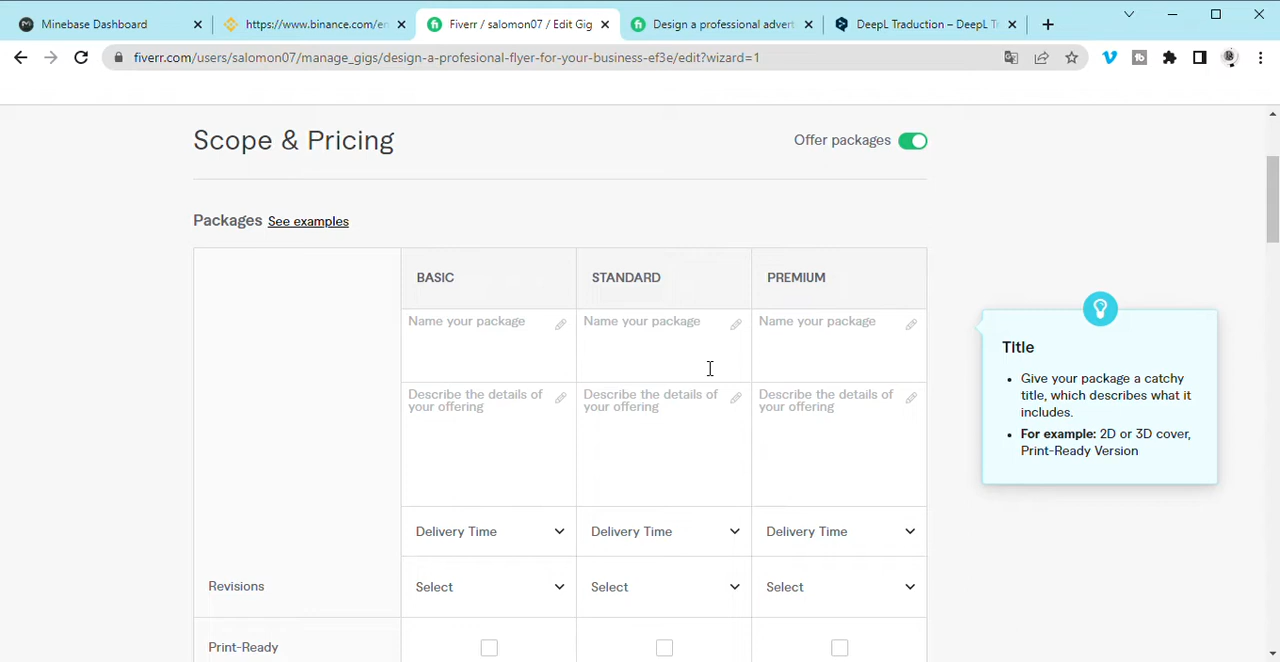 Minebase Dashboard
https://www.binance.com/en
Fiverr / salomon07 / Edit Gig
Design a professional advert
DeepL Traduction – DeepL Tr
fiverr.com/users/salomon07/manage_gigs/design-a-profesional-flyer-for-your-business-ef3e/edit?wizard=1
Scope & Pricing
Offer packages
Packages See examples
BASIC STANDARD PREMIUM
Name your package Name your package Name your package
Describe the details of Describe the details of Describe the details of
your offering your offering your offering
Delivery Time Delivery Time Delivery Time
Revisions Select Select Select
Print-Ready
Title
Give your package a catchy
title, which describes what it
includes.
For example: 2D or 3D cover,
Print-Ready Version